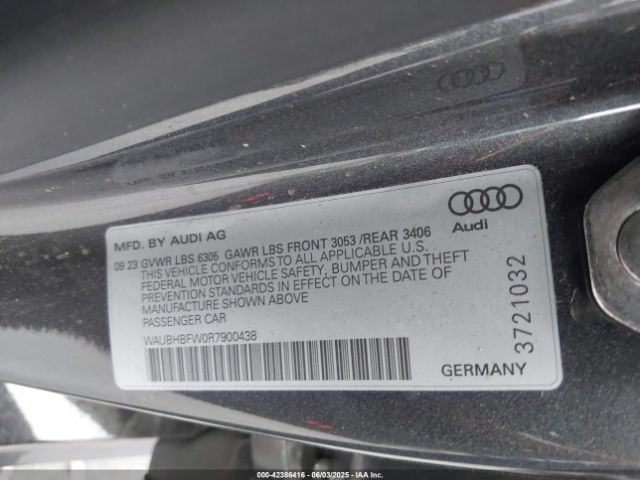 MFD. BY AUDI AG
09 23 GVWR LBS 6305 GAWR LBS FRONT 3053 /REAR 3406
THIS VEHICLE CONFORMS TO ALL APPLICABLE U.S.
FEDERAL MOTOR VEHICLE SAFETY, BUMPER AND THEFT
PREVENTION STANDARDS IN EFFECT ON THE DATE OF
MANUFACTURE SHOWN ABOVE
PASSENGER CAR
WAUBHBFW0R7900438
Audi
3721032
GERMANY
000-42386416 | 06/03/2025 | IAA Inc.